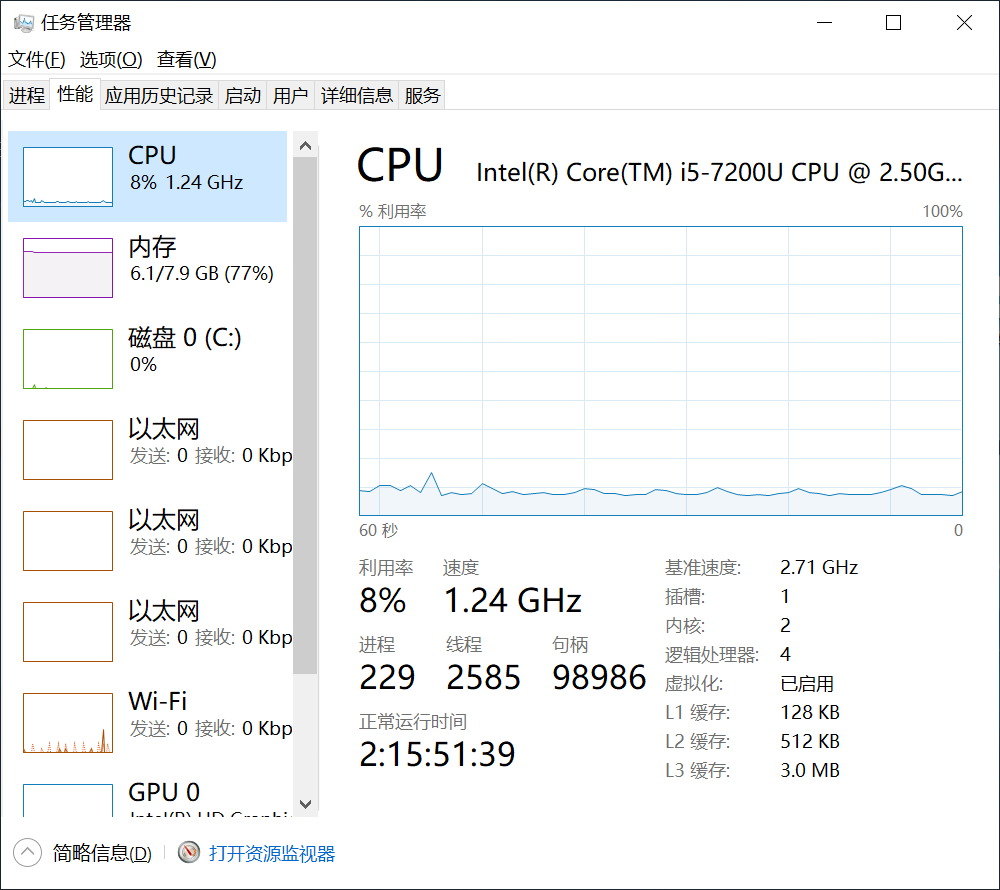 任务管理器
文件(F) 选项(O) 查看(V)
进程 性能 应用历史记录 启动 用户 详细信息 服务
CPU
8% 1.24 GHz
内存
6.1/7.9 GB (77%)
磁盘 0 (C:)
0%
以太网
发送: 0 接收: 0 Kbp
以太网
发送: 0 接收: 0 Kbp
以太网
发送: 0 接收: 0 Kbp
Wi-Fi
发送: 0 接收: 0 Kbp
GPU 0
Intel(R) HD Graphi
CPU Intel(R) Core(TM) i5-7200U CPU @ 2.50G...
% 利用率 100%
60 秒 0
利用率 速度
8% 1.24 GHz
进程 线程 句柄
229 2585 98986
正常运行时间
2:15:51:39
基准速度: 2.71 GHz
插槽: 1
内核: 2
逻辑处理器: 4
虚拟化: 已启用
L1 缓存: 128 KB
L2 缓存: 512 KB
L3 缓存: 3.0 MB
简略信息(D) 打开资源监视器